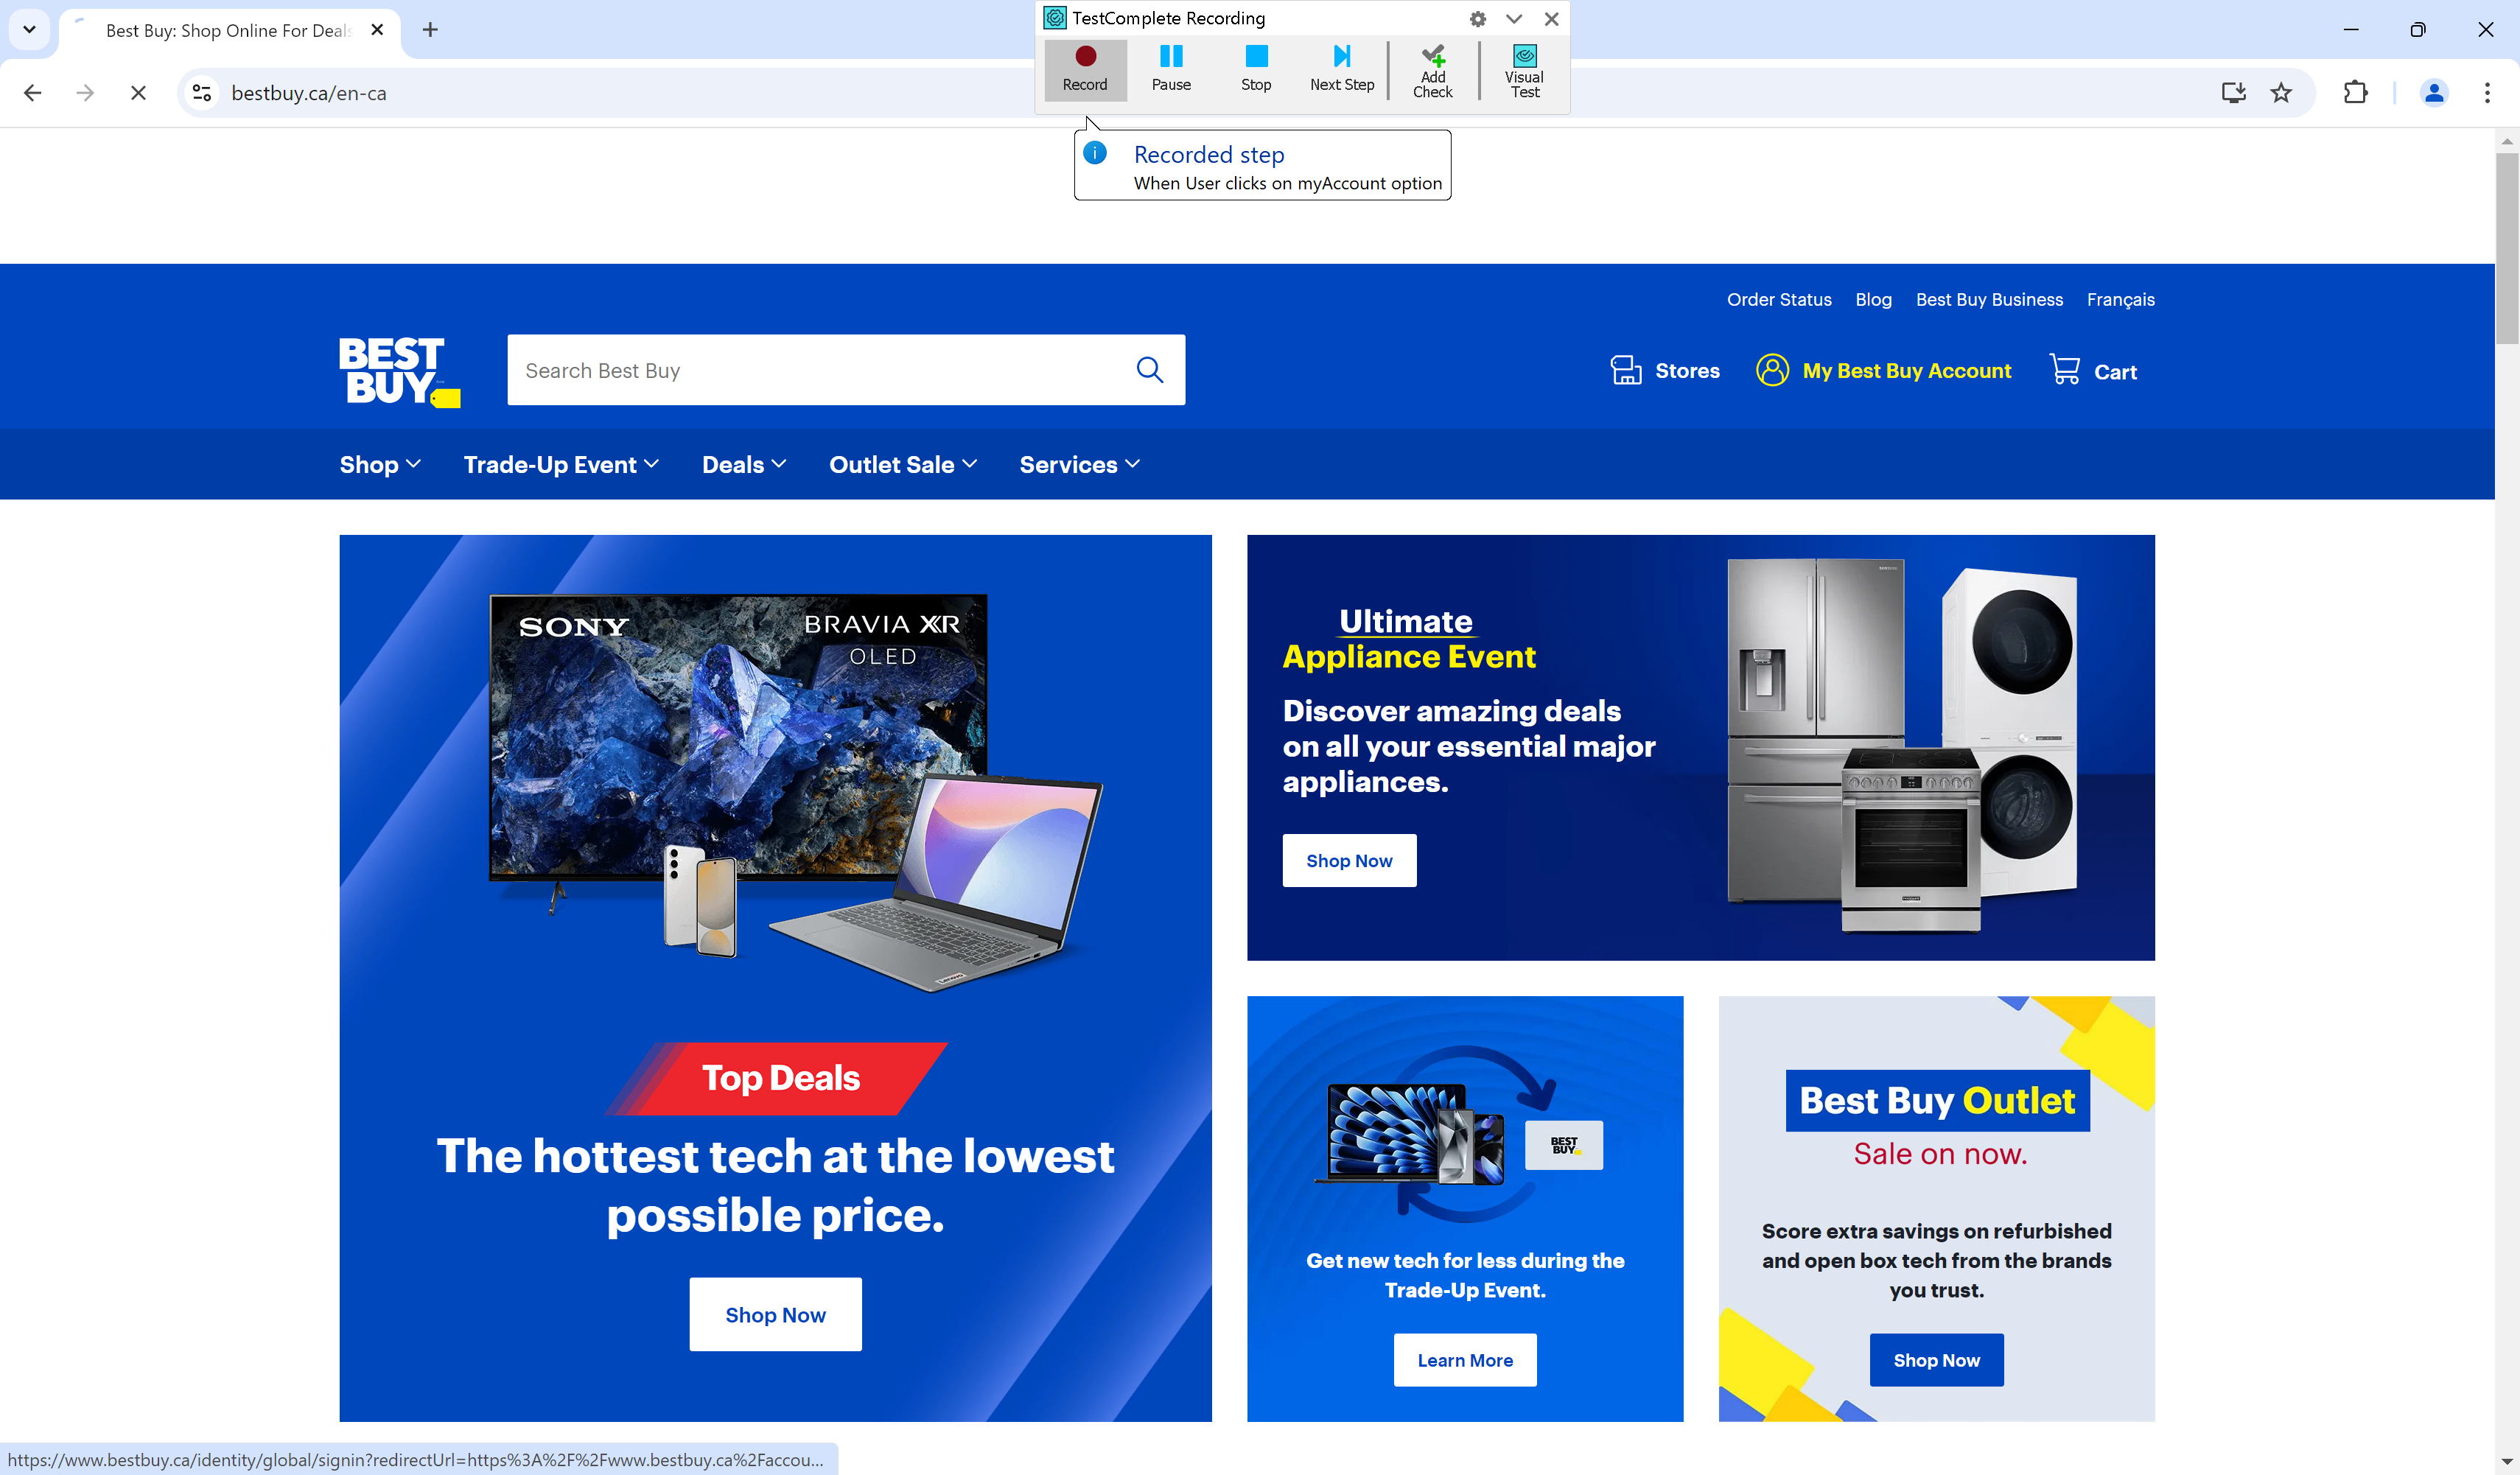 Best Buy: Shop Online For Deals
TestComplete Recording
Record
Pause
Stop
Next Step
Add
Check
Visual
Test
bestbuy.ca/en-ca
Recorded step
When User clicks on myAccount option
Order Status
Blog
Best Buy Business
Français
BEST
BUY
Search Best Buy
Stores
My Best Buy Account
Cart
Shop
Trade-Up Event
Deals
Outlet Sale
Services
SONY
BRAVIA XR
OLED
Top Deals
The hottest tech at the lowest
possible price.
Shop Now
Ultimate
Appliance Event
Discover amazing deals
on all your essential major
appliances.
Shop Now
BEST
BUY
Get new tech for less during the
Trade-Up Event.
Learn More
Best Buy Outlet
Sale on now.
Score extra savings on refurbished
and open box tech from the brands
you trust.
Shop Now
https://www.bestbuy.ca/identity/global/signin?redirectUrl=https%3A%2F%2Fwww.bestbuy.ca%2Faccou...